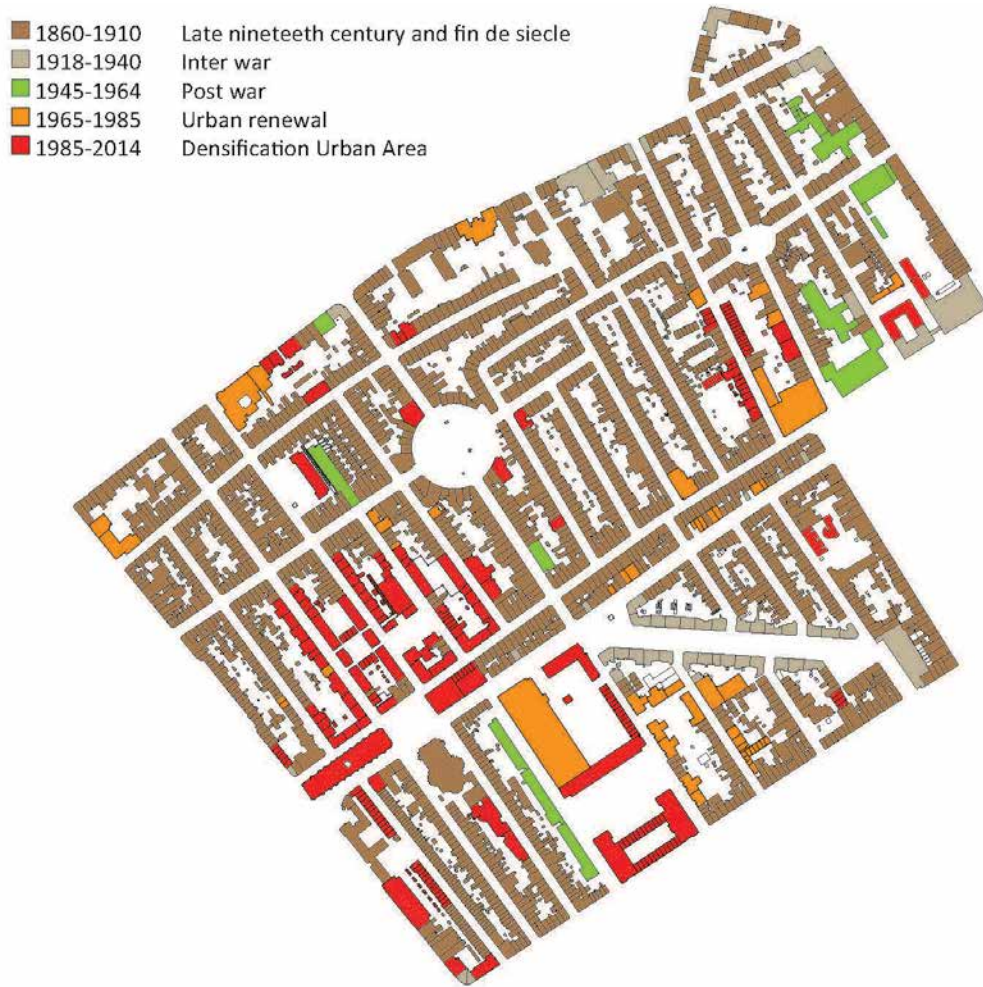 1860-1910 Late nineteeth century and fin de siecle
1918-1940 Inter war
1945-1964 Post war
1965-1985 Urban renewal
1985-2014 Densification Urban Area